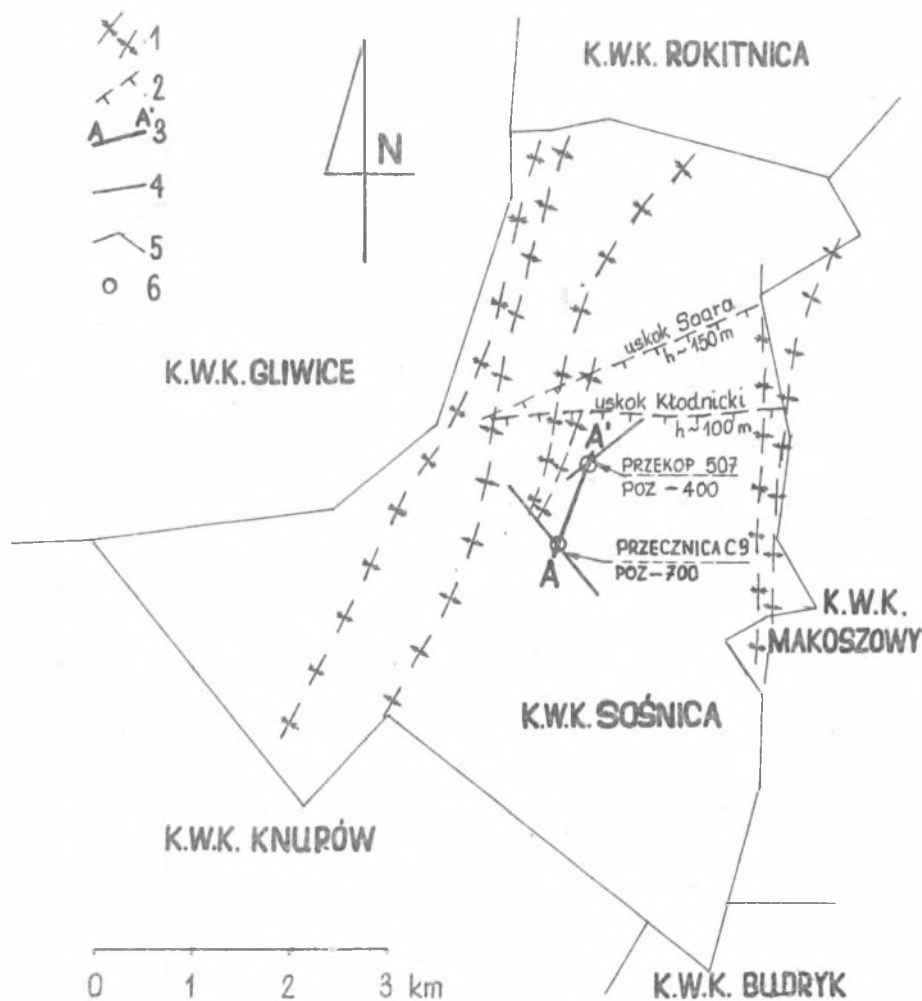 1
2
A A' 3
4
5
6
N
K.W.K. ROKITNICA
K.W.K. GLIWICE
uskok Soara
h~150m
uskok Kłodnicki
h~100m
A'
PRZEKOP 507
POZ -400
PRZECZNICA C9
POZ-700
A
K.W.K.
MAKOSZOWY
K.W.K. SOŚNICA
K.W.K. KNURÓW
0 1 2 3 km
K.W.K. BUDRYK